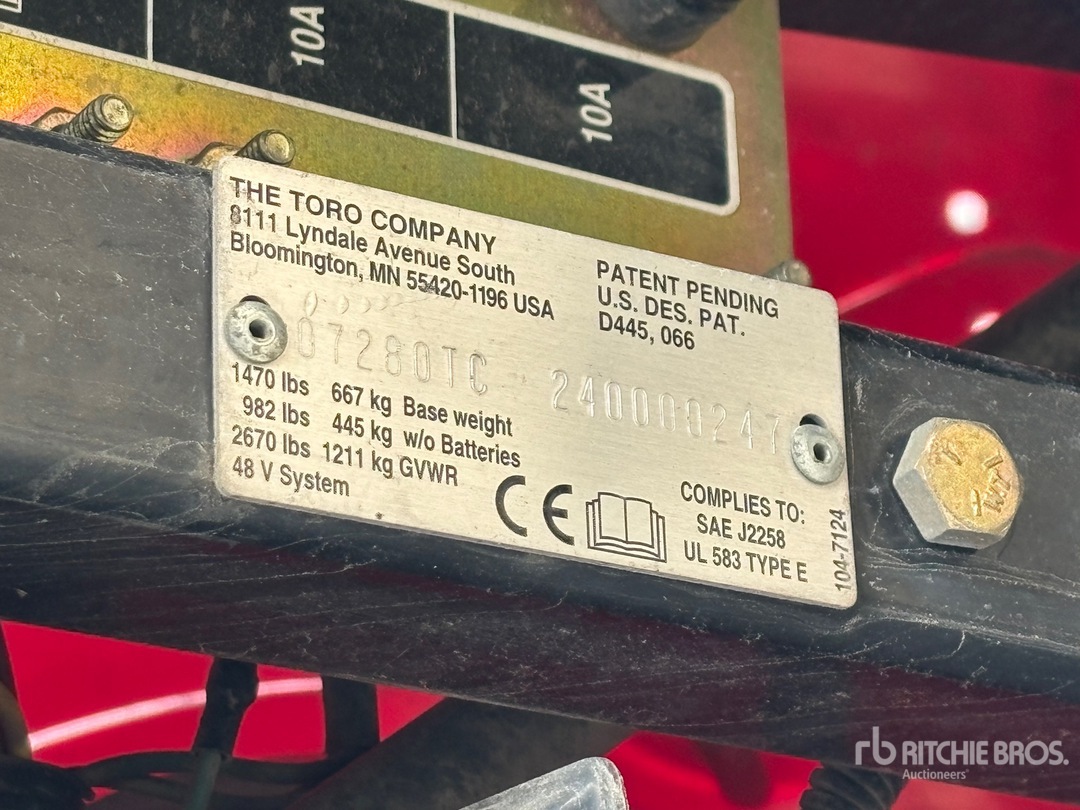 10A
10A
THE TORO COMPANY
8111 Lyndale Avenue South
Bloomington, MN 55420-1196 USA
PATENT PENDING
U.S. DES. PAT.
D445, 066
07280TC 240000247
1470 lbs 667 kg Base weight
982 lbs 445 kg w/o Batteries
2670 lbs 1211 kg GVWR
48 V System
CE
COMPLIES TO:
SAE J2258
UL 583 TYPE E
104-7124
rb RITCHIE BROS.
Auctioneers